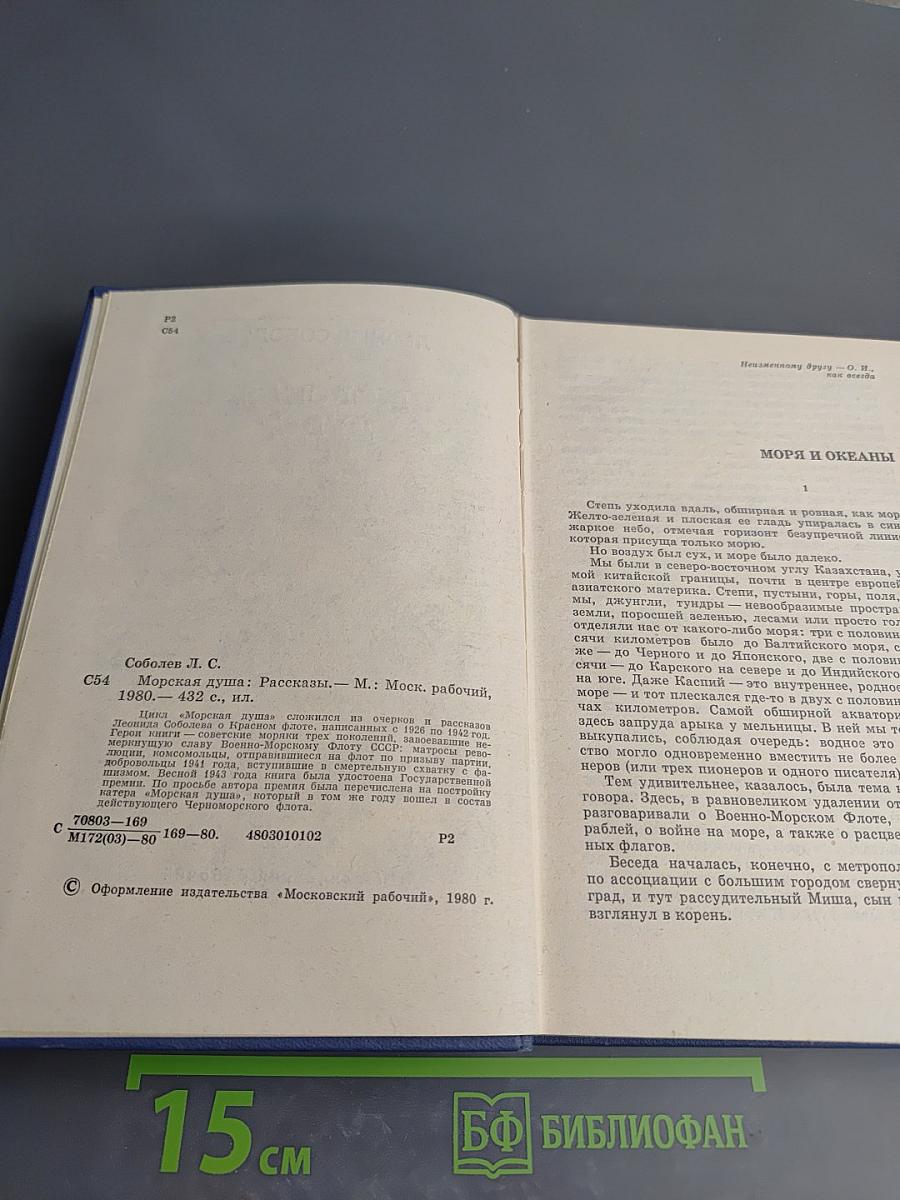 Р2
С54
Соболев Л. С.
С54 Морская душа: Рассказы.— М.: Моск. рабочий,
1980.— 432 с., ил.
Цикл «Морская душа» сложился из очерков и рассказов
Леонида Соболева о Красном флоте, написанных с 1926 по 1942 год.
Герои книги — советские моряки трех поколений, завоевавшие не-
меркнущую славу Военно-Морскому Флоту СССР: матросы рево-
люции, комсомольцы, отправившиеся на флот по призыву партии,
добровольцы 1941 года, вступившие в смертельную схватку с фа-
шизмом. Весной 1943 года книга была удостоена Государственной
премии. По просьбе автора премия была перечислена на постройку
катера «Морская душа», который в том же году вошел в состав
действующего Черноморского флота.
С 70803—169
М172(03)—80 169—80. 4803010102 Р2
© Оформление издательства «Московский рабочий», 1980 г.
Неизменному другу — О. И.,
как всегда
МОРЯ И ОКЕАНЫ
1
Степь уходила вдаль, обширная и ровная, как мор
Желто-зеленая и плоская ее гладь упиралась в син
жаркое небо, отмечая горизонт безупречной лини
которая присуща только морю.
Но воздух был сух, и море было далеко.
Мы были в северо-восточном углу Казахстана, у
мой китайской границы, почти в центре европей
азиатского материка. Степи, пустыни, горы, поля,
мы, джунгли, тундры — невообразимые простра
земли, поросшей зеленью, лесами или просто гол
отделяли нас от какого-либо моря: три с половин
сячи километров было до Балтийского моря, с
же — до Черного и до Японского, две с половин
сячи — до Карского на севере и до Индийского
на юге. Даже Каспий — это внутреннее, родное
море — и тот плескался где-то в двух с половин
чах километров. Самой обширной акватори
здесь запруда арыка у мельницы. В ней мы т
выкупались, соблюдая очередь: водное это
ство могло одновременно вместить не более
неров (или трех пионеров и одного писателя)
Тем удивительнее, казалось, была тема н
говора. Здесь, в равновеликом удалении от
разговаривали о Военно-Морском Флоте,
раблей, о войне на море, а также о расцве
ных флагов.
Беседа началась, конечно, с метропол
по ассоциации с большим городом сверну
град, и тут рассудительный Миша, сын
взглянул в корень.
15 см
БФ БИБЛИОФАН